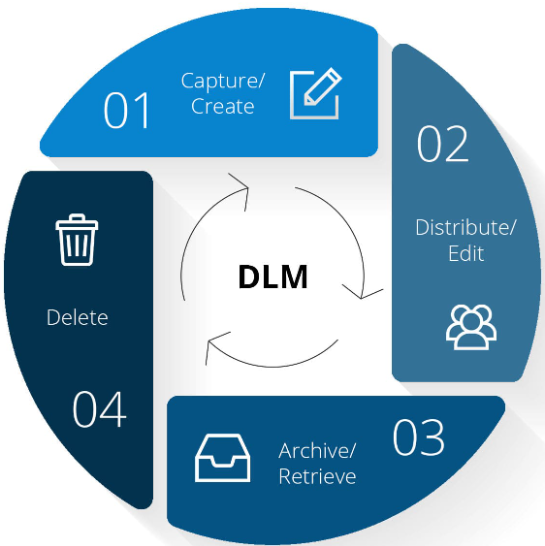 01
Capture/
Create
02
Distribute/
Edit
03
Archive/
Retrieve
04
Delete
DLM